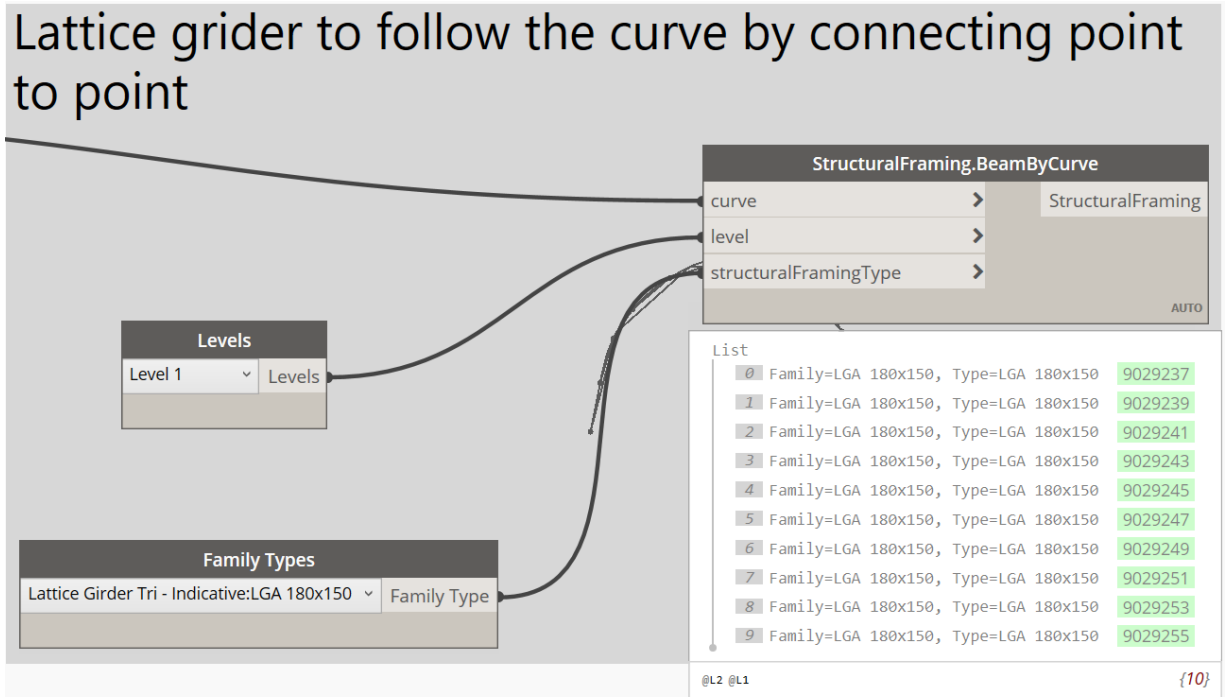 Lattice grider to follow the curve by connecting point
to point
StructuralFraming.BeamByCurve
curve > StructuralFraming
level >
structuralFramingType >
AUTO
Levels
Level 1 Levels
Family Types
Lattice Girder Tri - Indicative:LGA 180x150 Family Type
List
0 Family=LGA 180x150, Type=LGA 180x150 9029237
1 Family=LGA 180x150, Type=LGA 180x150 9029239
2 Family=LGA 180x150, Type=LGA 180x150 9029241
3 Family=LGA 180x150, Type=LGA 180x150 9029243
4 Family=LGA 180x150, Type=LGA 180x150 9029245
5 Family=LGA 180x150, Type=LGA 180x150 9029247
6 Family=LGA 180x150, Type=LGA 180x150 9029249
7 Family=LGA 180x150, Type=LGA 180x150 9029251
8 Family=LGA 180x150, Type=LGA 180x150 9029253
9 Family=LGA 180x150, Type=LGA 180x150 9029255
@L2 @L1 {10}